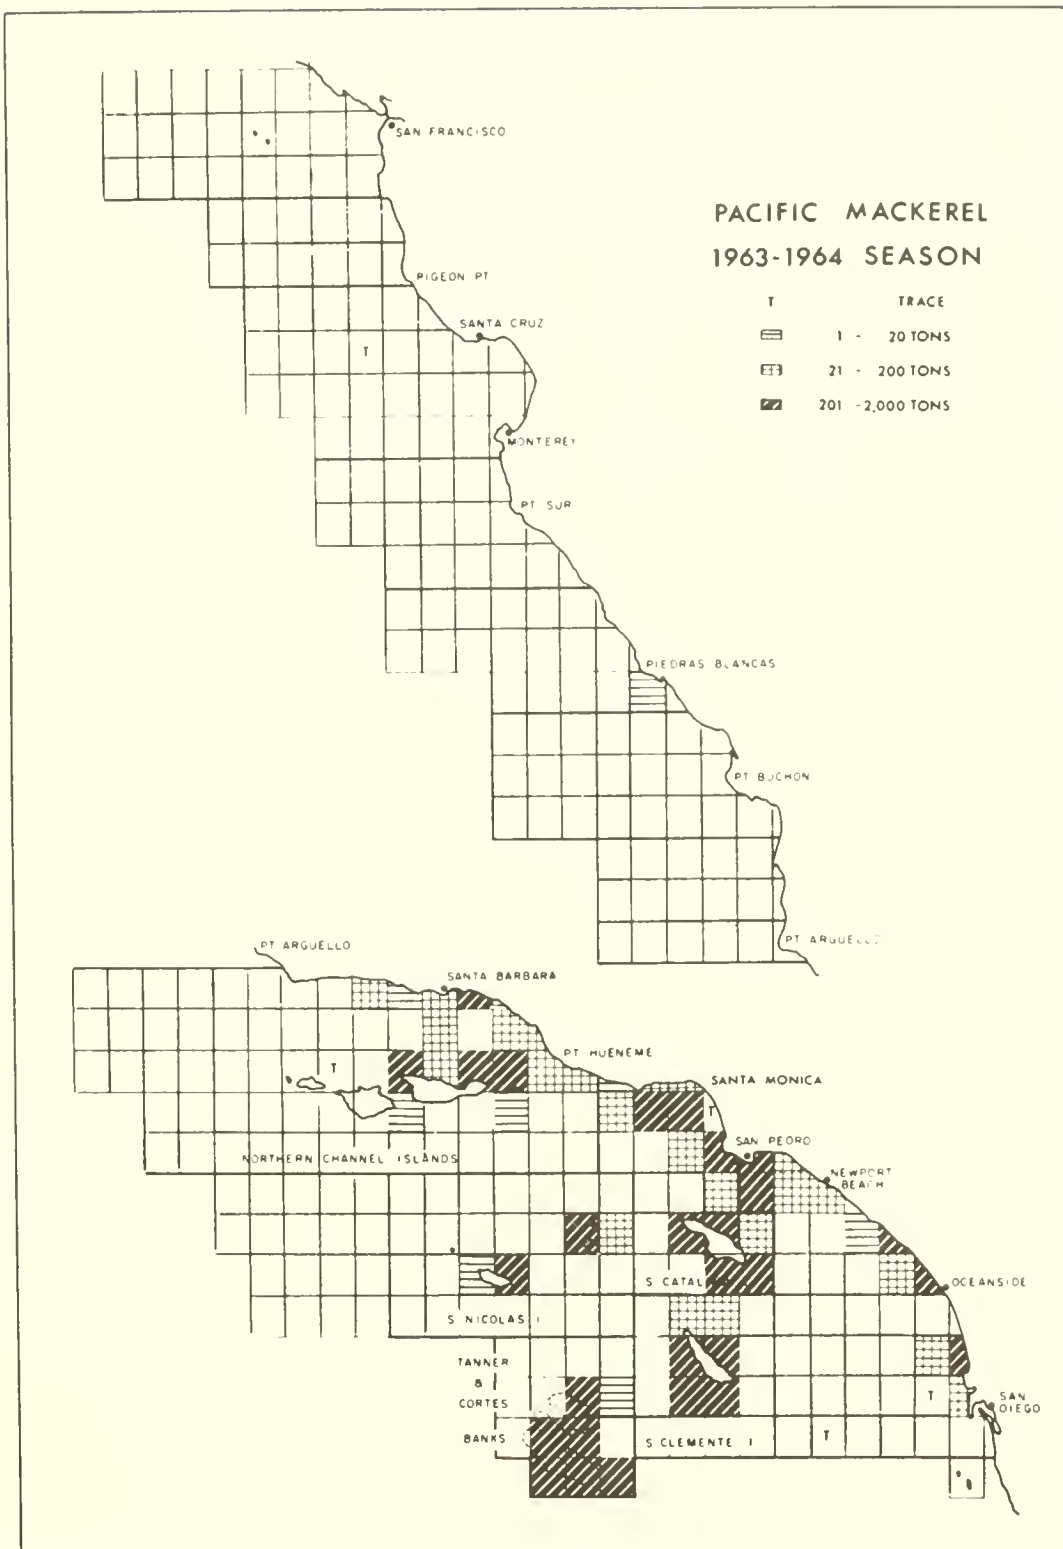 SAN FRANCISCO
PACIFIC MACKEREL
1963-1964 SEASON
PIGEON PT
T TRACE
SANTA CRUZ
1 - 20 TONS
T
21 - 200 TONS
201 - 2,000 TONS
MONTEREY
PT SUR
PIEDRAS BLANCAS
PT BUCHON
PT ARGUELLO
PT ARGUELLO
SANTA BARBARA
PT HUENEME
T
SANTA MONICA
T
SAN PEDRO
NORTHERN CHANNEL ISLANDS
NEWPORT
BEACH
S CATAL
OCEANSIDE
S NICOLAS I
TANNER
&
CORTES
BANKS
T
SAN
DIEGO
S CLEMENTE I
T